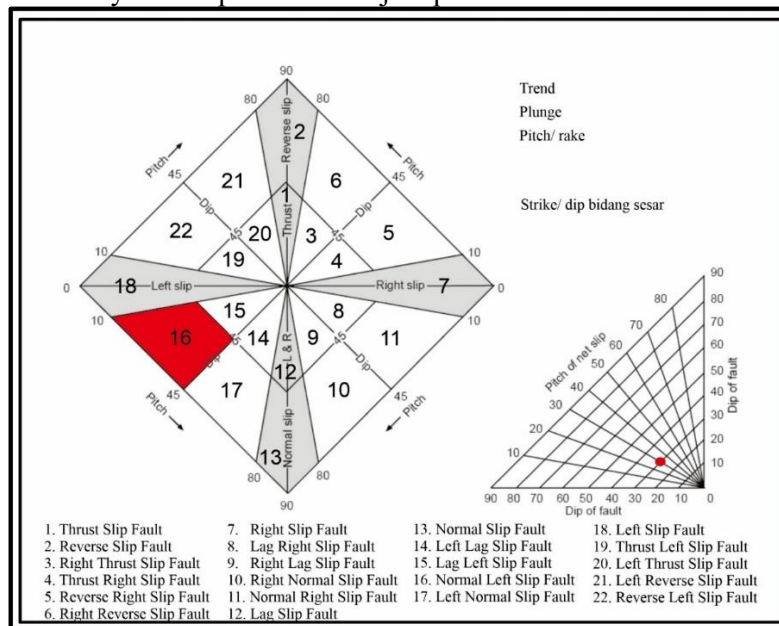 90
80
80
Reverse slip
2
Pitch
Pitch
45
45
21
6
Dip
Dip
1
Thrust
22
20
45
45
3
5
19
4
10
10
0
18
Left slip
Right slip
7
0
10
10
15
8
16
14
L & R
9
11
45
45
Dip
Dip
12
45
45
17
10
Pitch
Pitch
Normal slip
13
80
80
90
Trend
Plunge
Pitch/ rake
Strike/ dip bidang sesar
90
80
80
70
70
60
60
50
50
40
40
30
30
20
20
10
10
Pitch of net slip
Dip of fault
90 80 70 60 50 40 30 20 10 0
Dip of fault
1. Thrust Slip Fault
2. Reverse Slip Fault
3. Right Thrust Slip Fault
4. Thrust Right Slip Fault
5. Reverse Right Slip Fault
6. Right Reverse Slip Fault
7. Right Slip Fault
8. Lag Right Slip Fault
9. Right Lag Slip Fault
10. Right Normal Slip Fault
11. Normal Right Slip Fault
12. Lag Slip Fault
13. Normal Slip Fault
14. Left Lag Slip Fault
15. Lag Left Slip Fault
16. Normal Left Slip Fault
17. Left Normal Slip Fault
18. Left Slip Fault
19. Thrust Left Slip Fault
20. Left Thrust Slip Fault
21. Left Reverse Slip Fault
22. Reverse Left Slip Fault